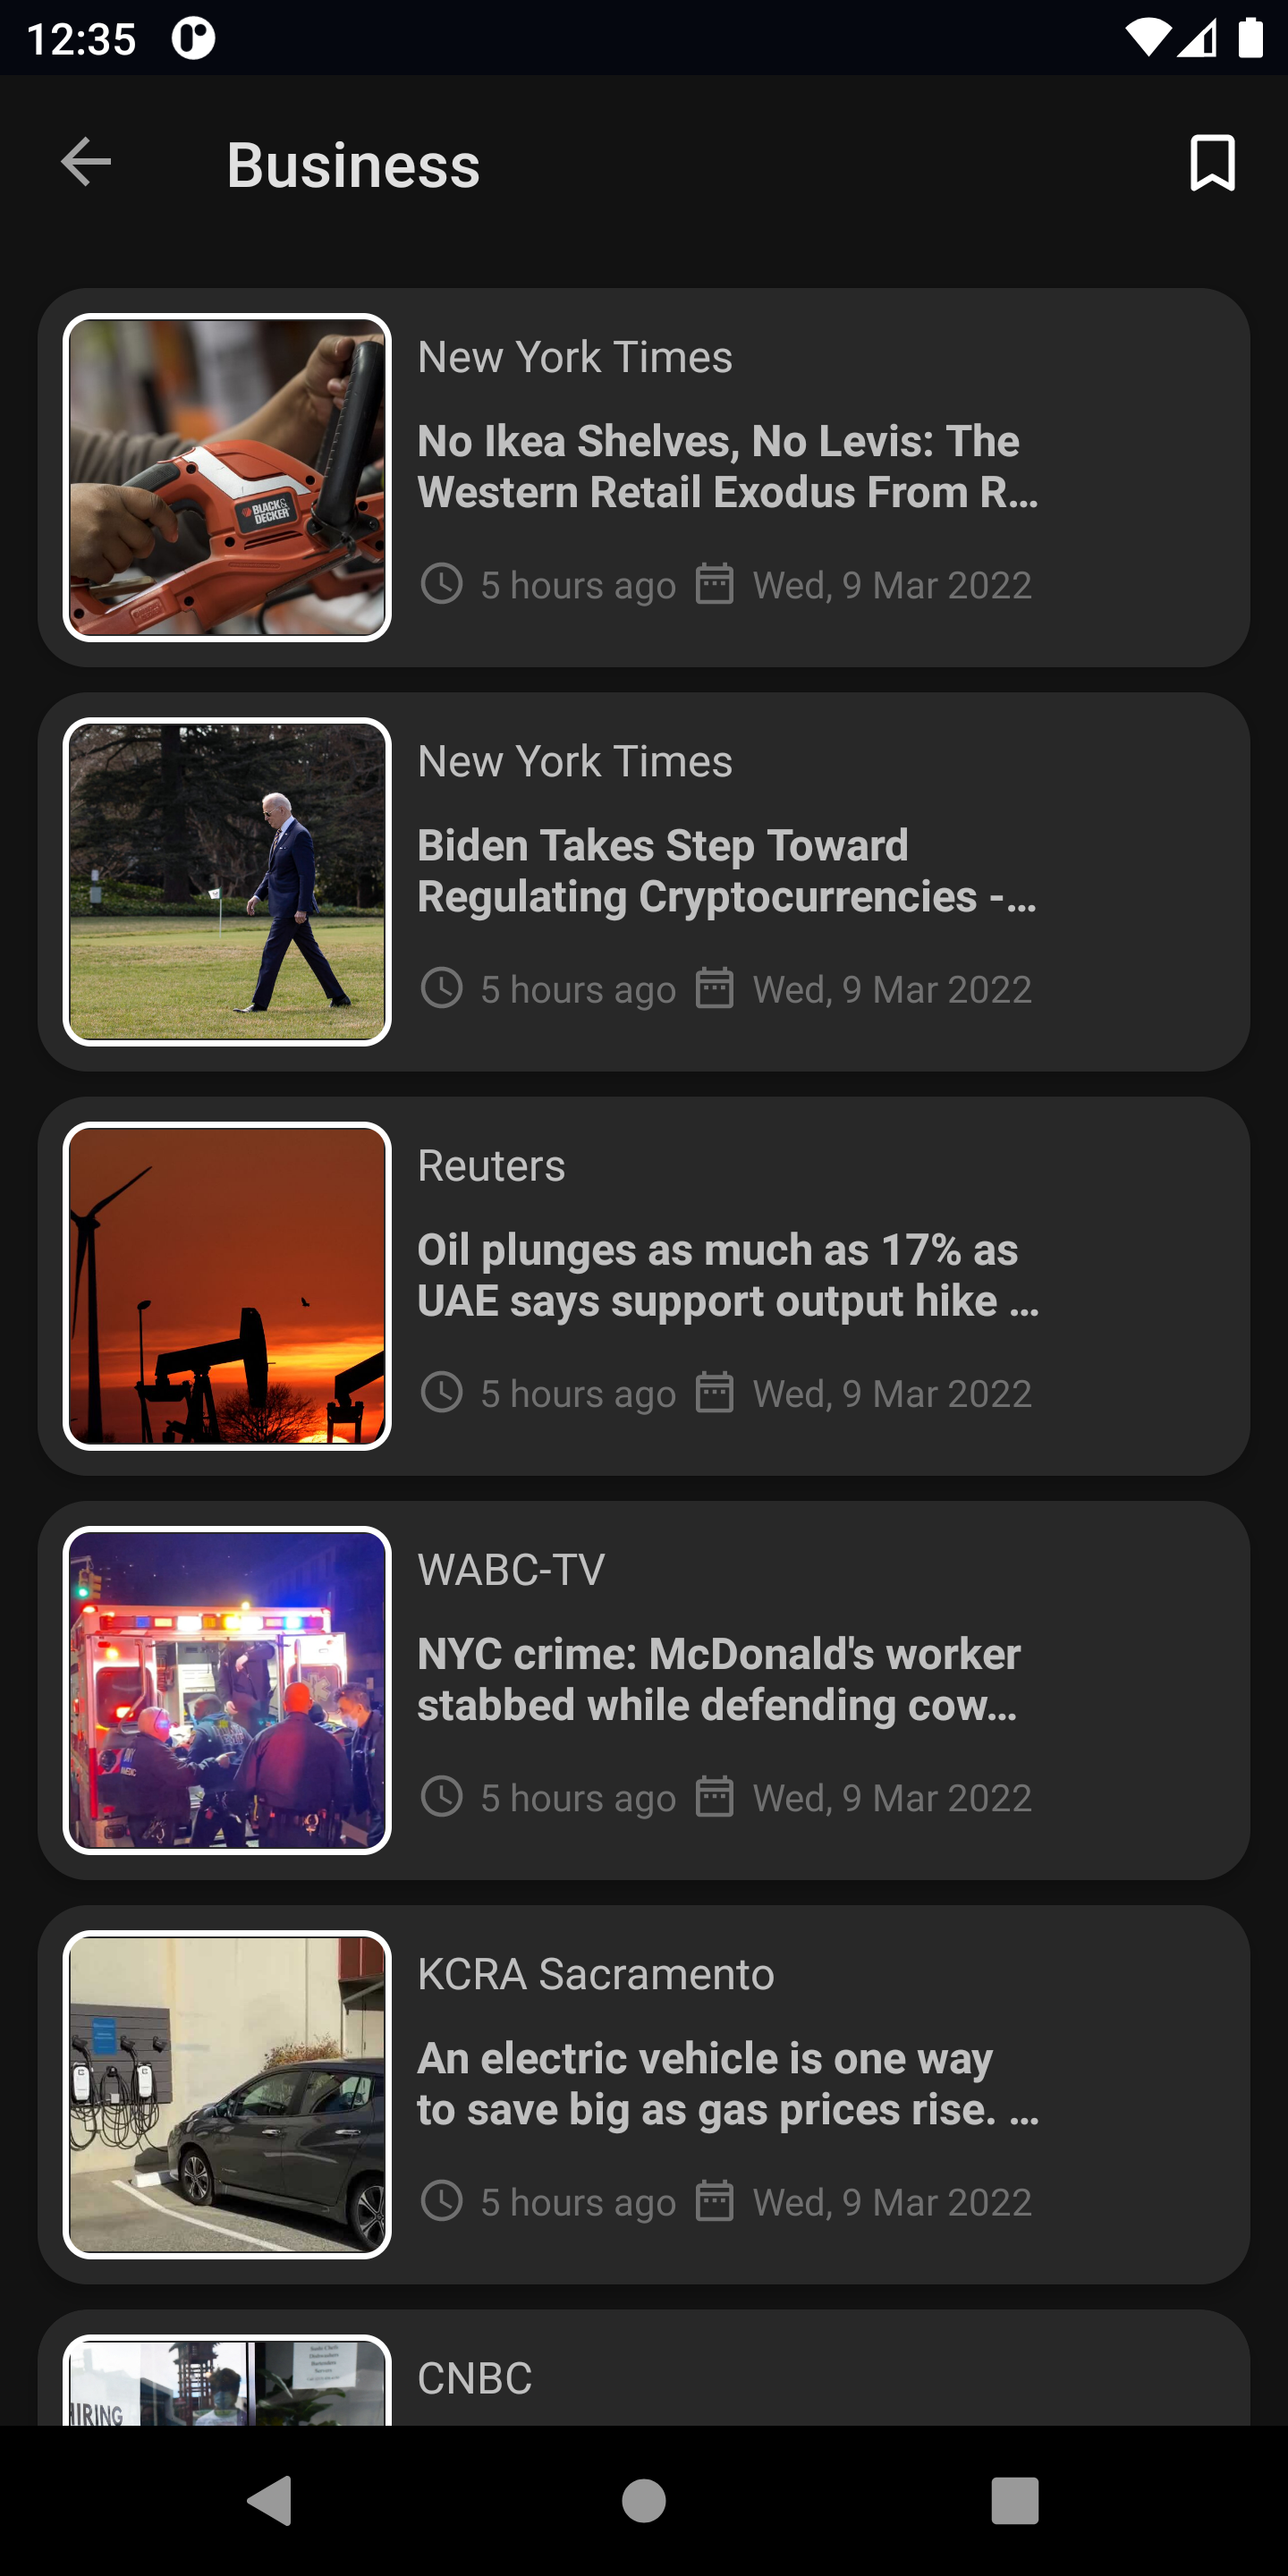 12:35
Business
New York Times
No Ikea Shelves, No Levis: The
Western Retail Exodus From R...
BLACK&
DECKER
5 hours ago Wed, 9 Mar 2022
New York Times
Biden Takes Step Toward
Regulating Cryptocurrencies -...
5 hours ago Wed, 9 Mar 2022
Reuters
Oil plunges as much as 17% as
UAE says support output hike ...
5 hours ago Wed, 9 Mar 2022
WABC-TV
NYC crime: McDonald's worker
stabbed while defending cow...
5 hours ago Wed, 9 Mar 2022
KCRA Sacramento
An electric vehicle is one way
to save big as gas prices rise. ...
5 hours ago Wed, 9 Mar 2022
CNBC
IRING